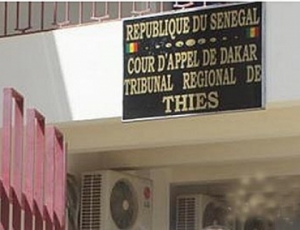 REPUBLIQUE DU SENEGAL
COUR D'APPEL DE DAKAR
TRIBUNAL REGIONAL DE
THIES